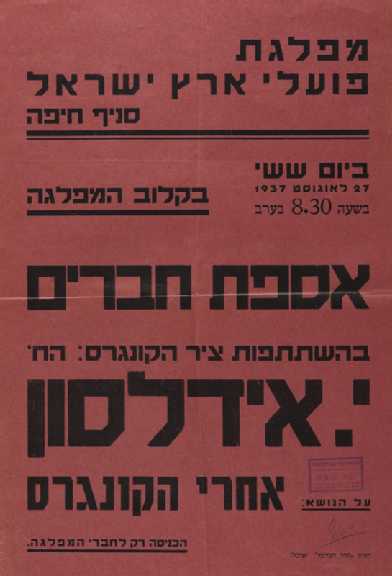 מפלגת
פועלי ארץ ישראל
סניף חיפה
ביום ששי
27 לאוגוסט 1937
בשעה 8.30 בערב
בקלוב המפלגה
אספת חברים
בהשתתפות ציר הקונגרס: הח'
י. אידלסון
על הנושא:
אחרי הקונגרס
הכניסה רק לחברי המפלגה.